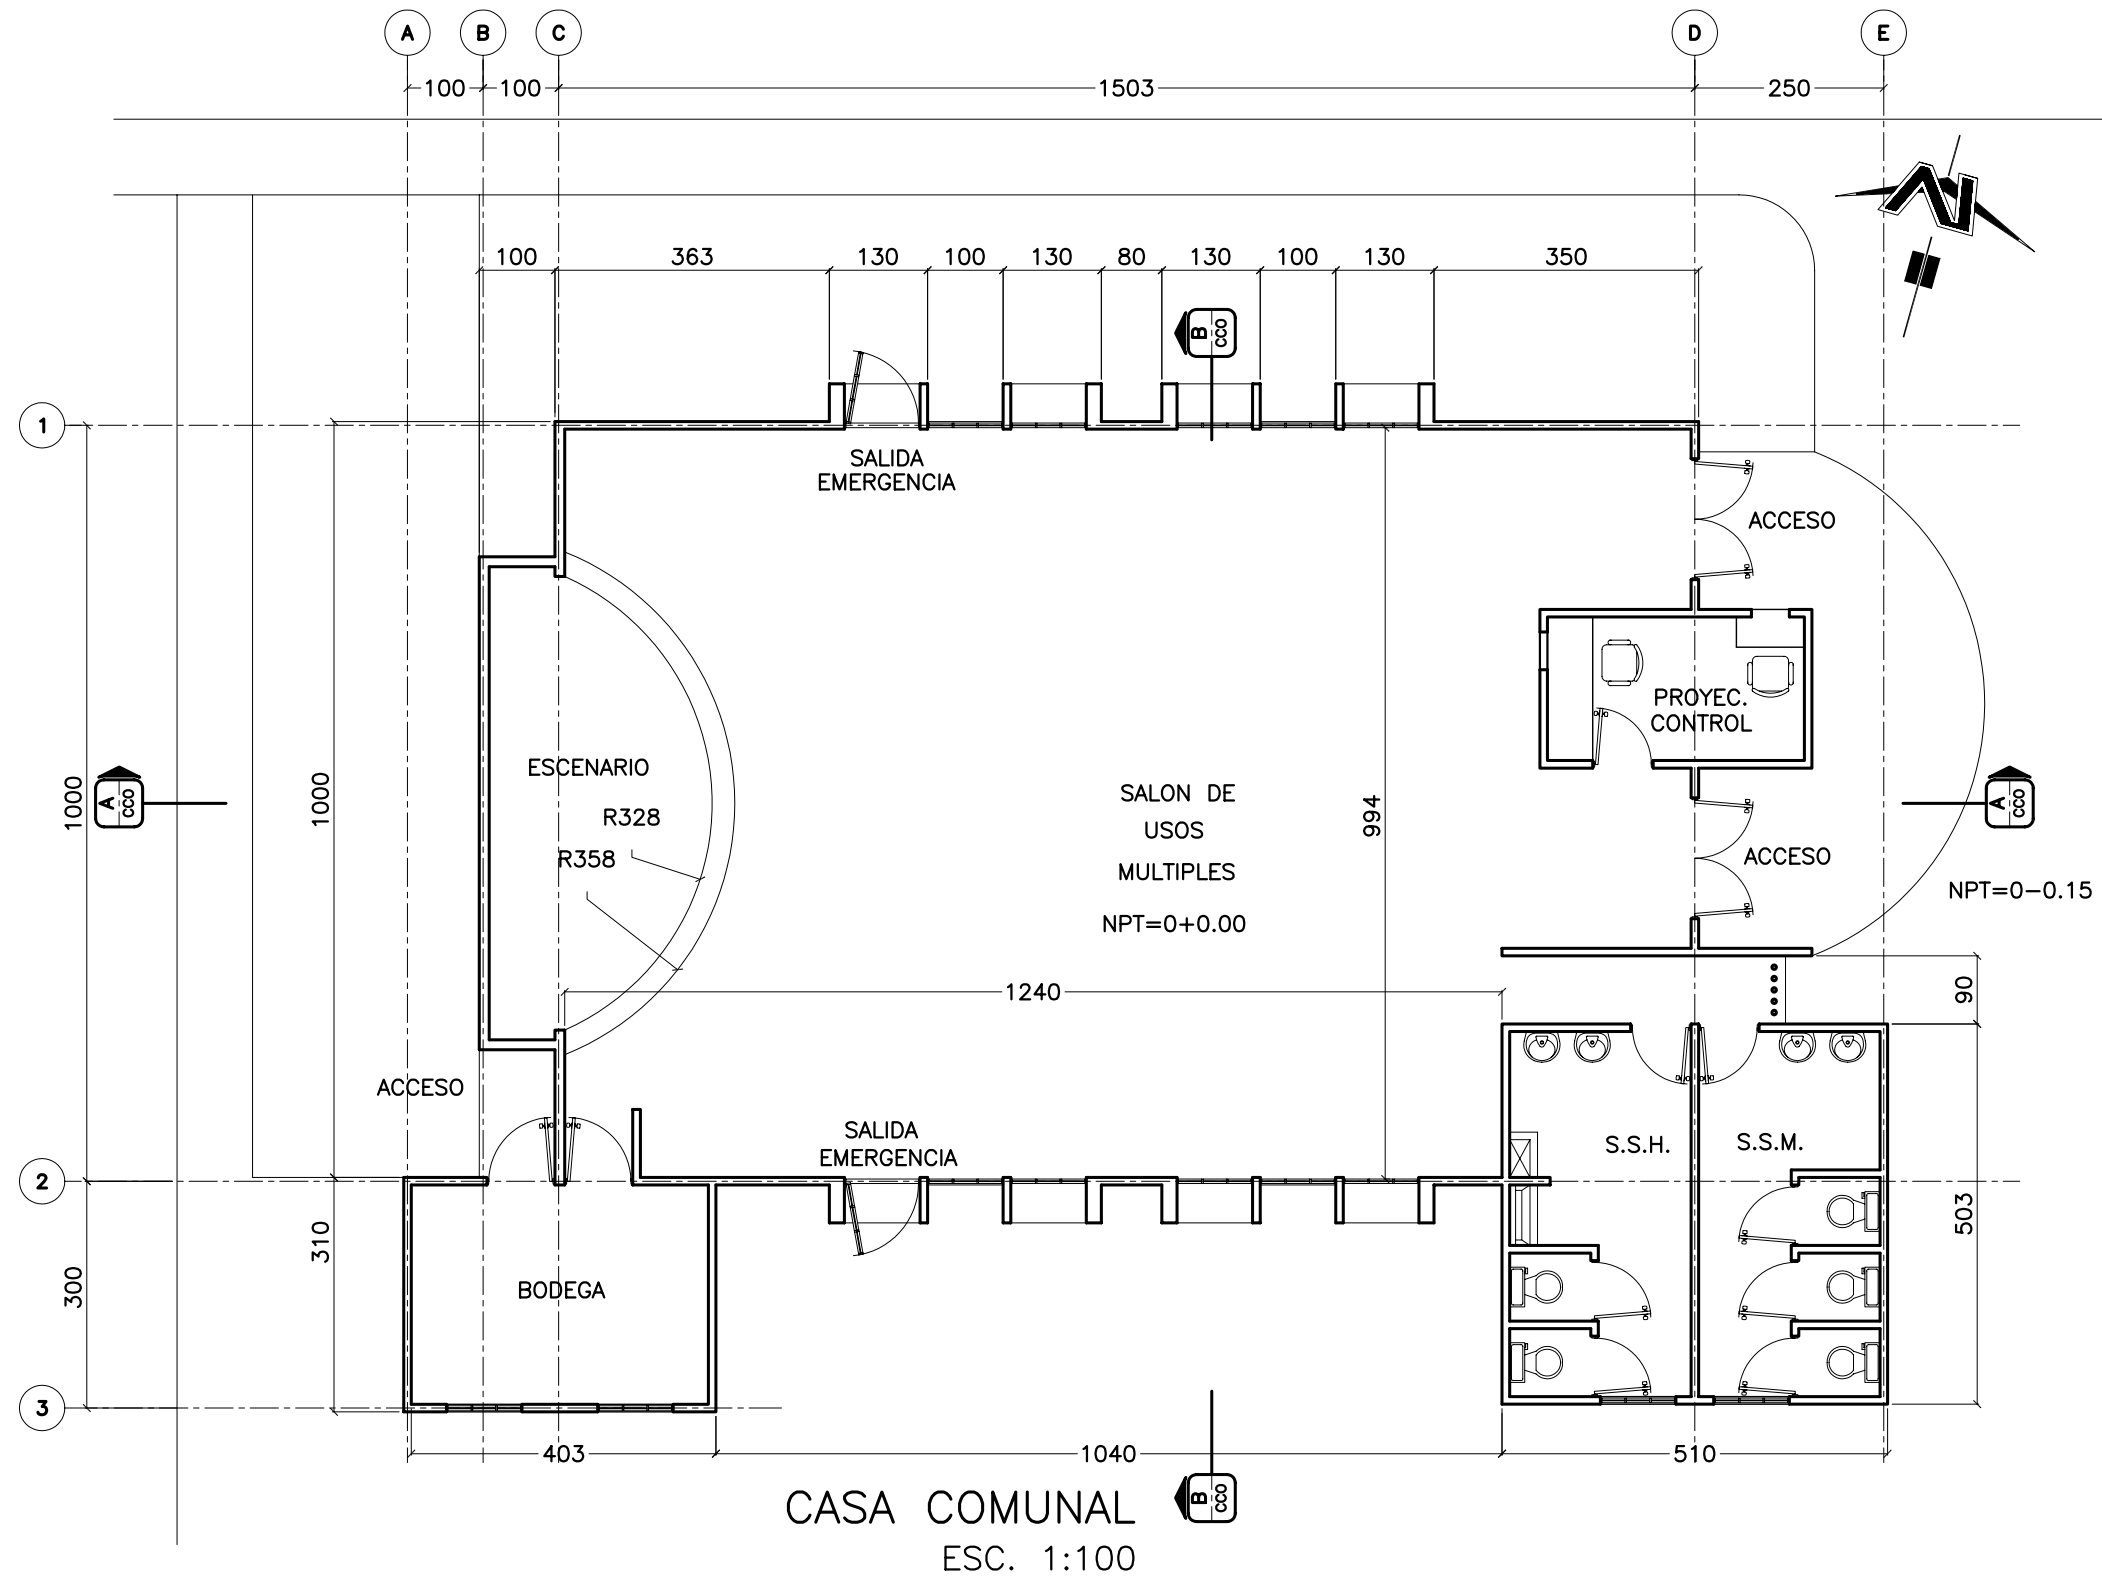 A B C D E
100 100 1503 250
N
100 363 130 100 130 80 130 100 130 350
B
CCO
1
SALIDA
EMERGENCIA
ACCESO
PROYEC.
CONTROL
ESCENARIO
1000
1000
A
CCO
R328
R358
SALON DE
USOS
MULTIPLES
NPT=0+0.00
994
A
CCO
ACCESO
NPT=0-0.15
1240
90
ACCESO
SALIDA
EMERGENCIA
S.S.H.
S.S.M.
2
310
300
BODEGA
503
3
403 1040 510
B
CCO
CASA COMUNAL
ESC. 1:100